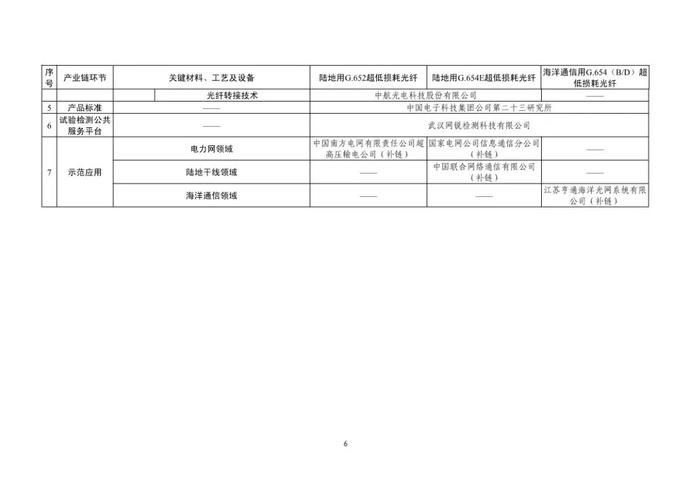 序号 产业链环节 关键材料、工艺及设备 陆地用G.652超低损耗光纤 陆地用G.654E超低损耗光纤 海洋通信用G.654（B/D）超低损耗光纤
光纤转接技术 中航光电科技股份有限公司 ——
5 产品标准 —— 中国电子科技集团公司第二十三研究所
6 试验检测公共服务平台 —— 武汉网锐检测科技有限公司
7 示范应用 电力网领域 中国南方电网有限责任公司超高压输电公司（补链） 国家电网公司信息通信分公司（补链） ——
陆地干线领域 —— 中国联合网络通信有限公司（补链） ——
海洋通信领域 —— —— 江苏亨通海洋光网系统有限公司（补链）
6